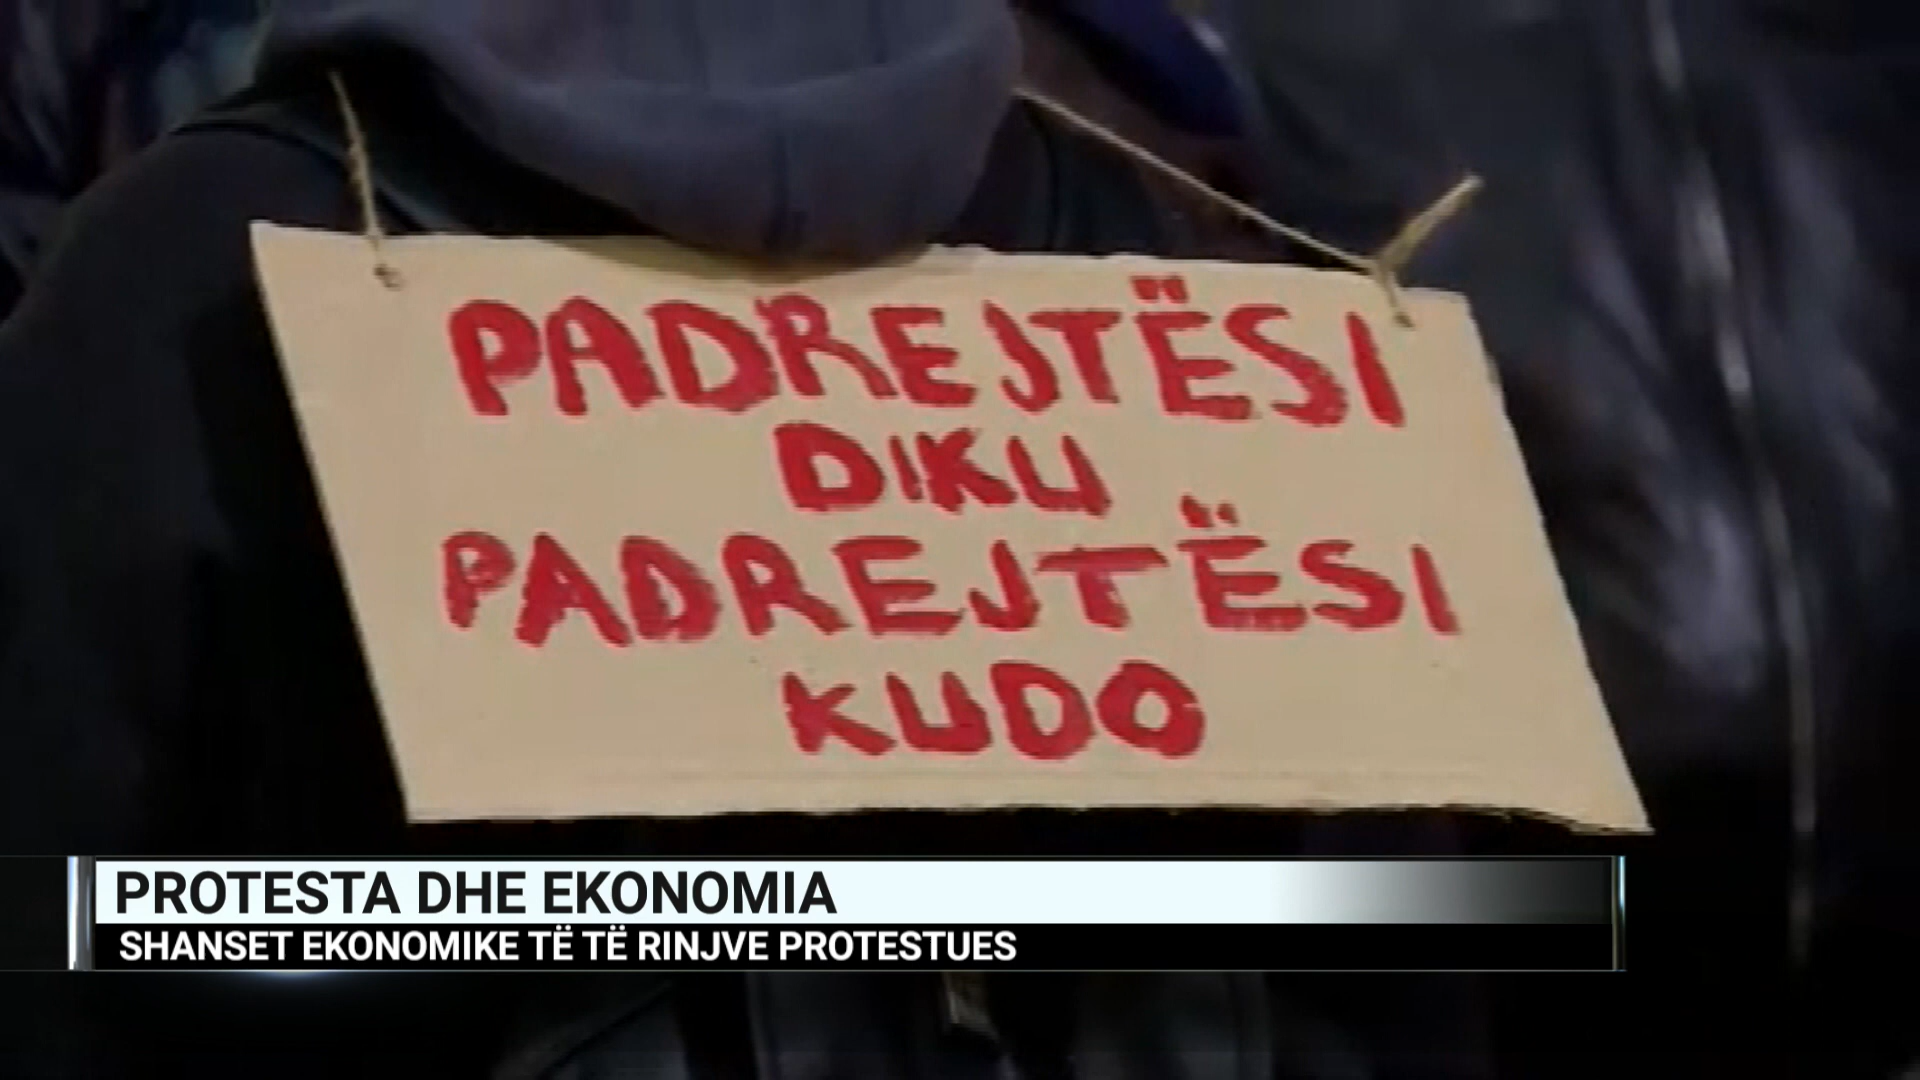 PADREJTËSI
DIKU
PADREJTËSI
KUDO
PROTESTA DHE EKONOMIA
SHANSET EKONOMIKE TË TË RINJVE PROTESTUES